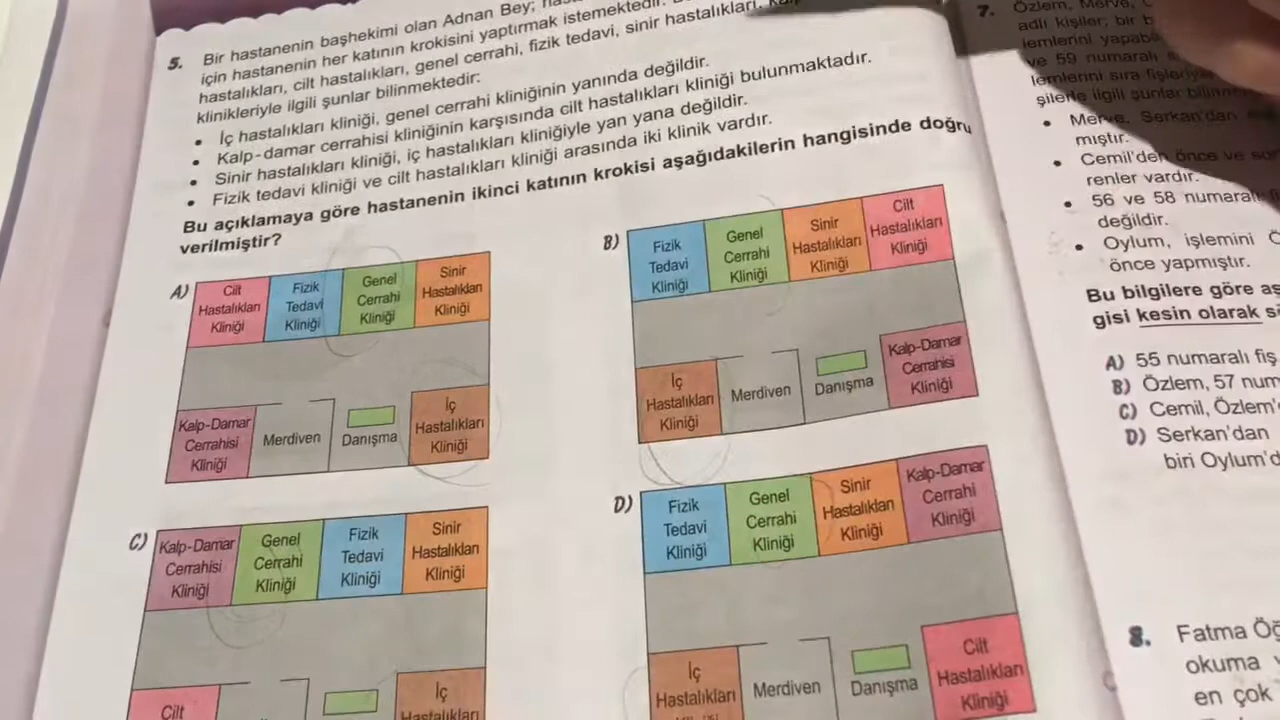 5. Bir hastanenin başhekimi olan Adnan Bey;
için hastanenin her katının krokisini yaptırmak istemektedir.
hastalıkları, cilt hastalıkları, genel cerrahi, fizik tedavi, sinir hastalıkları,
klinikleriyle ilgili şunlar bilinmektedir:
• İç hastalıkları kliniği, genel cerrahi kliniğinin yanında değildir.
• Kalp-damar cerrahisi kliniğinin karşısında cilt hastalıkları kliniği bulunmaktadır.
• Sinir hastalıkları kliniği, iç hastalıkları kliniğiyle yan yana değildir.
• Fizik tedavi kliniği ve cilt hastalıkları kliniği arasında iki klinik vardır.
Bu açıklamaya göre hastanenin ikinci katının krokisi aşağıdakilerin hangisinde doğru
verilmiştir?
A)
Cilt
Hastalıkları
Kliniği
Fizik
Tedavi
Kliniği
Genel
Cerrahi
Kliniği
Sinir
Hastalıkları
Kliniği
Kalp-Damar
Cerrahisi
Kliniği
Merdiven
Danışma
İç
Hastalıkları
Kliniği
B)
Fizik
Tedavi
Kliniği
Genel
Cerrahi
Kliniği
Sinir
Hastalıkları
Kliniği
Cilt
Hastalıkları
Kliniği
İç
Hastalıkları
Kliniği
Merdiven
Danışma
Kalp-Damar
Cerrahisi
Kliniği
C)
Kalp-Damar
Cerrahisi
Kliniği
Genel
Cerrahi
Kliniği
Fizik
Tedavi
Kliniği
Sinir
Hastalıkları
Kliniği
Cilt
İç
Hastalıkları
D)
Fizik
Tedavi
Kliniği
Genel
Cerrahi
Kliniği
Sinir
Hastalıkları
Kliniği
Kalp-Damar
Cerrahi
Kliniği
İç
Hastalıkları
Merdiven
Danışma
Cilt
Hastalıkları
Kliniği
7. Özlem, Merve,
adlı kişiler; bir
lemlerini
ve 59 numaralı
lemlerini sıra
şilerle ilgili şunlar
• Merve, Serkan'dan
mıştır.
• Cemil'den önce ve
renler vardır.
• 56 ve 58 numaralı
değildir.
• Oylum, işlemini
önce yapmıştır.
Bu bilgilere göre
gisi kesin olarak
A) 55 numaralı fiş
B) Özlem, 57
C) Cemil, Özlem'
D) Serkan'dan
biri
8. Fatma
okuma
en çok